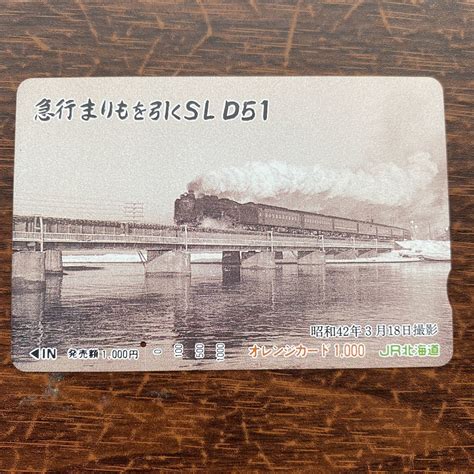 急行まりもを引くSL D51
昭和42年3月18日撮影
◀IN 発売額1,000円 0 100 50 100 オレンジカード1,000 JR北海道